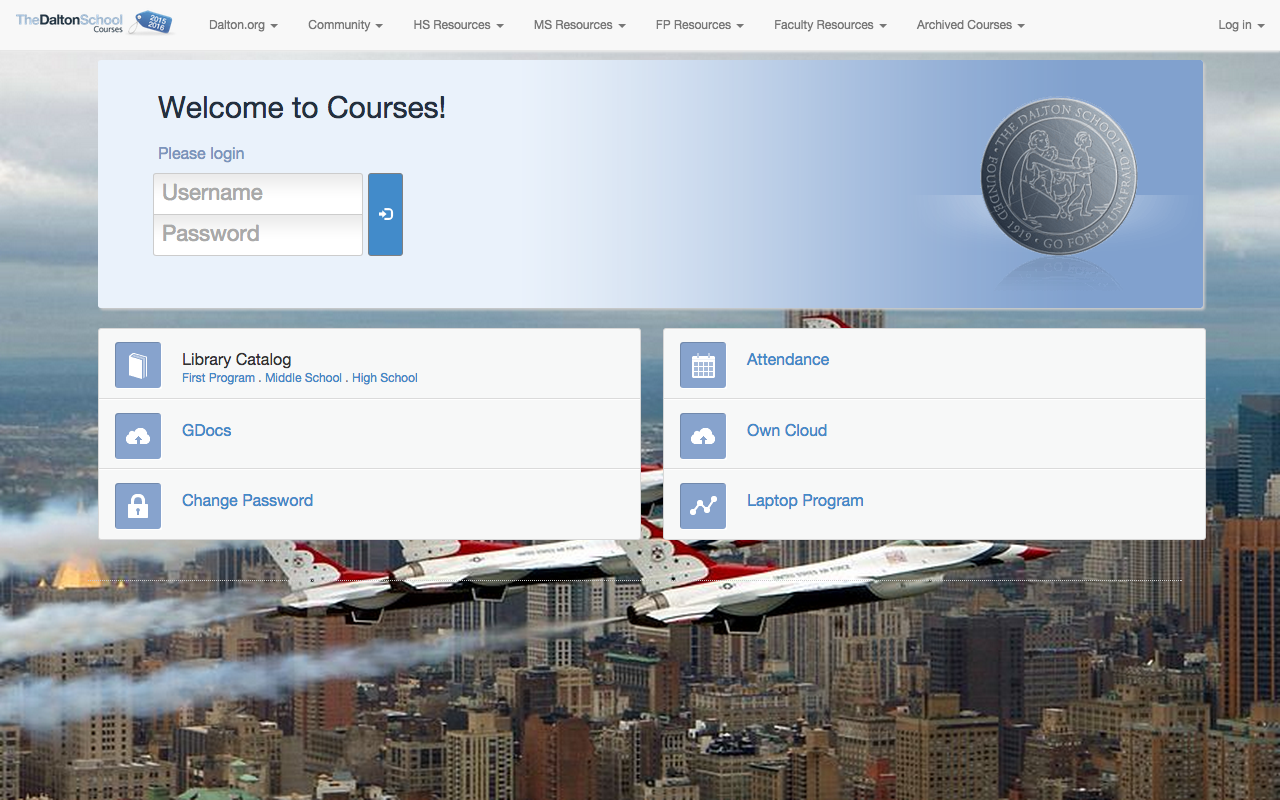 TheDaltonSchool
Courses
2015
2016
Dalton.org
Community
HS Resources
MS Resources
FP Resources
Faculty Resources
Archived Courses
Log in
Welcome to Courses!
Please login
Username
Password
· THE DALTON SCHOOL ·
FOUNDED 1919 · GO FORTH UNAFRAID
Library Catalog
First Program . Middle School . High School
Attendance
GDocs
Own Cloud
Change Password
Laptop Program
UNITED STATES AIR FORCE
UNITED STATES AIR FORCE